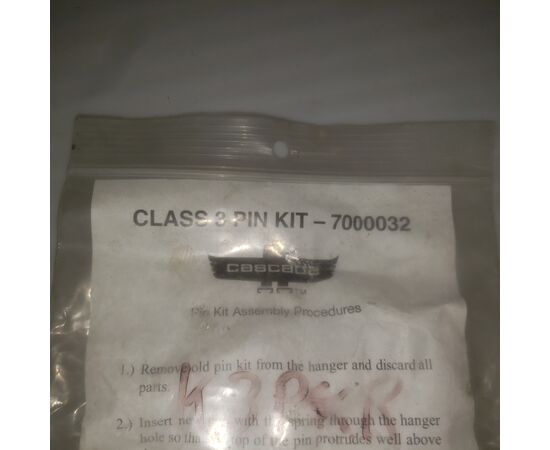 CLASS 3 PIN KIT – 7000032
cascade
TM
Pin Kit Assembly Procedures
1.) Remove old pin kit from the hanger and discard all
parts.
2.) Insert new with spring through the hanger
hole so tha top of the pin protrudes well above